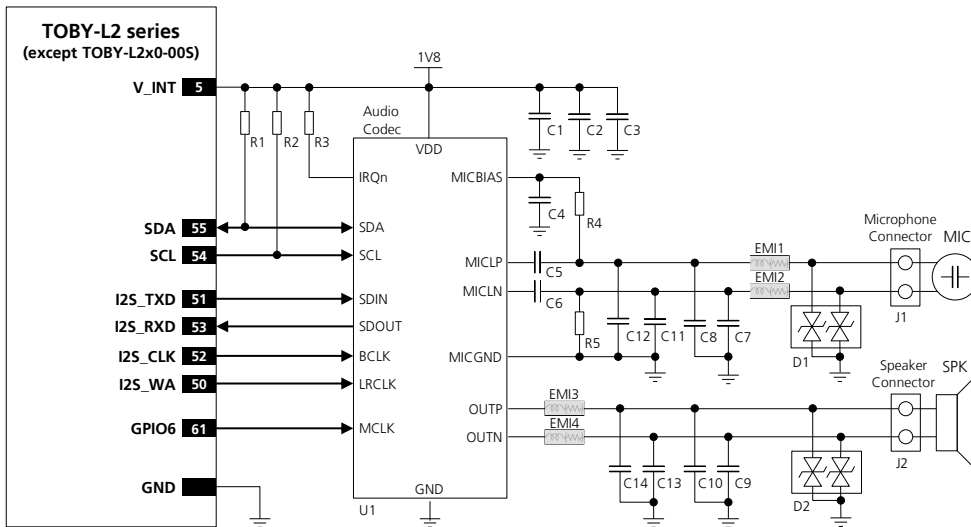 TOBY-L2 series
(except TOBY-L2x0-00S)
V_INT 5
1V8
Audio
Codec
R1 R2 R3
C1 C2 C3
VDD
IRQn
MICBIAS
C4
R4
SDA 55
SDA
SCL 54
SCL
MICLP
C5
EMI1
Microphone
Connector
MIC
MICLN
C6
EMI2
J1
I2S_TXD 51
SDIN
I2S_RXD 53
SDOUT
R5 C12 C11 C8 C7
D1
I2S_CLK 52
BCLK
MICGND
I2S_WA 50
LRCLK
Speaker
Connector
SPK
OUTP
EMI3
GPIO6 61
MCLK
OUTN
EMI4
J2
C14 C13 C10 C9
D2
GND
GND
U1